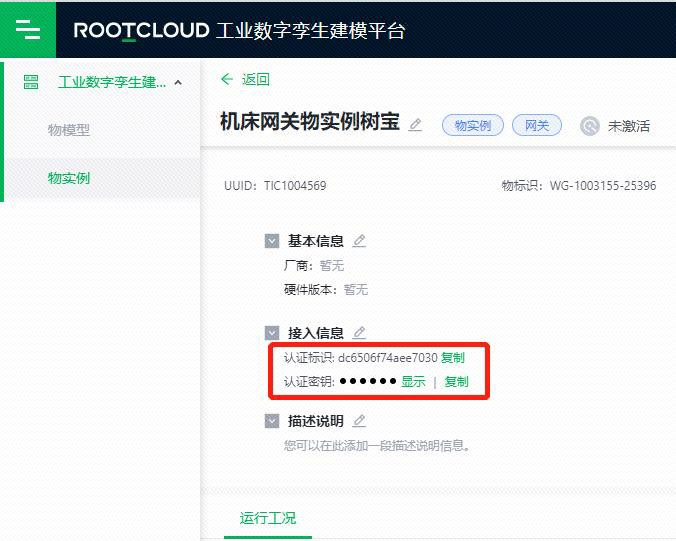 ROOTCLOUD 工业数字孪生建模平台
工业数字孪生建...
返回
物模型
机床网关物实例树宝 物实例 网关 未激活
物实例
UUID: TIC1004569 物标识: WG-1003155-25396
基本信息
厂商: 暂无
硬件版本: 暂无
接入信息
认证标识: dc6506f74aee7030 复制
认证密钥: ●●●●●● 显示 | 复制
描述说明
您可以在此添加一段描述说明信息。
运行工况